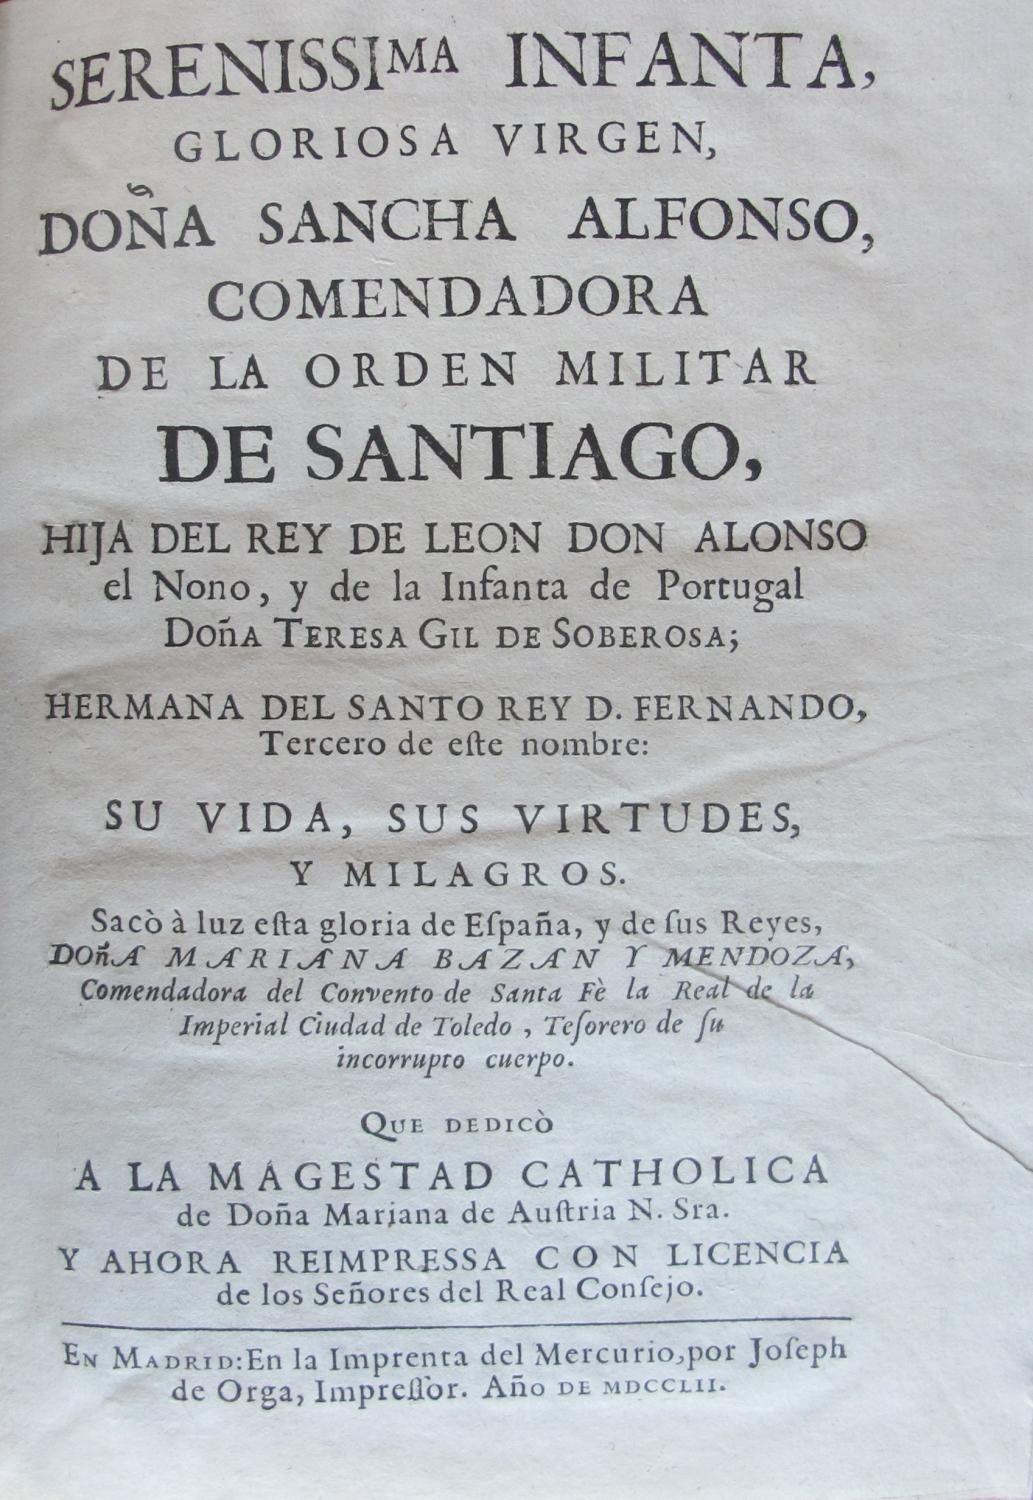 SERENISSIMA INFANTA,
GLORIOSA VIRGEN,
DOÑA SANCHA ALFONSO,
COMENDADORA
DE LA ORDEN MILITAR
DE SANTIAGO,
HIJA DEL REY DE LEON DON ALONSO
el Nono, y de la Infanta de Portugal
Doña TERESA GIL DE SOBEROSA;
HERMANA DEL SANTO REY D. FERNANDO,
Tercero de eſte nombre:
SU VIDA, SUS VIRTUDES,
Y MILAGROS.
Sacò à luz eſta gloria de Eſpaña, y de ſus Reyes,
DOñA MARIANA BAZAN Y MENDOZA,
Comendadora del Convento de Santa Fè la Real de la
Imperial Ciudad de Toledo, Teſorero de ſu
incorrupto cuerpo.
QUE DEDICÒ
A LA MAGESTAD CATHOLICA
de Doña Mariana de Auſtria N. Sra.
Y AHORA REIMPRESSA CON LICENCIA
de los Señores del Real Conſejo.
EN MADRID: En la Imprenta del Mercurio, por Joſeph
de Orga, Impreſſor. Año DE MDCCLII.